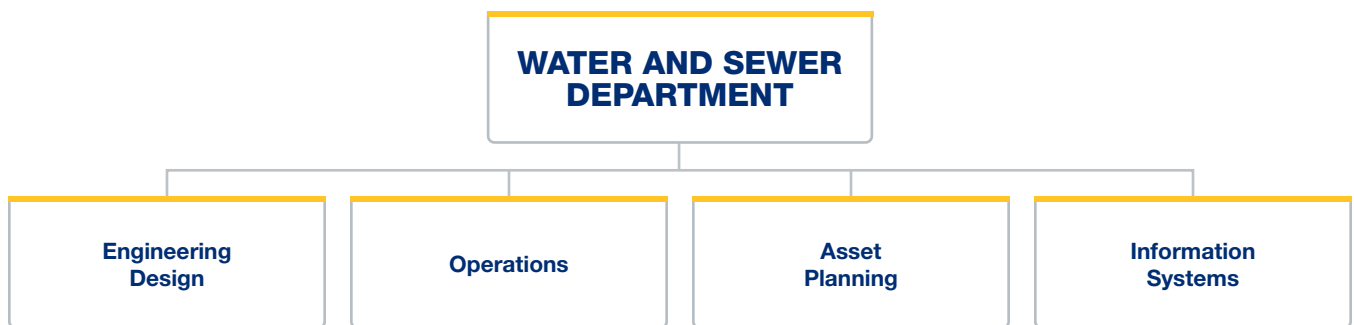 WATER AND SEWER
DEPARTMENT
Engineering
Design
Operations
Asset
Planning
Information
Systems